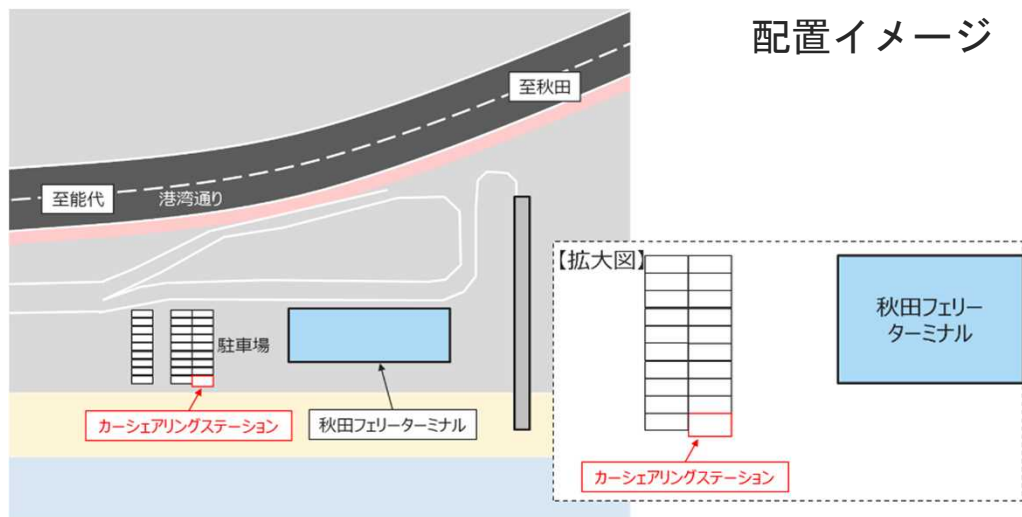 配置イメージ
至秋田
至能代
港湾通り
駐車場
カーシェアリングステーション
秋田フェリーターミナル
【拡大図】
秋田フェリー
ターミナル
カーシェアリングステーション